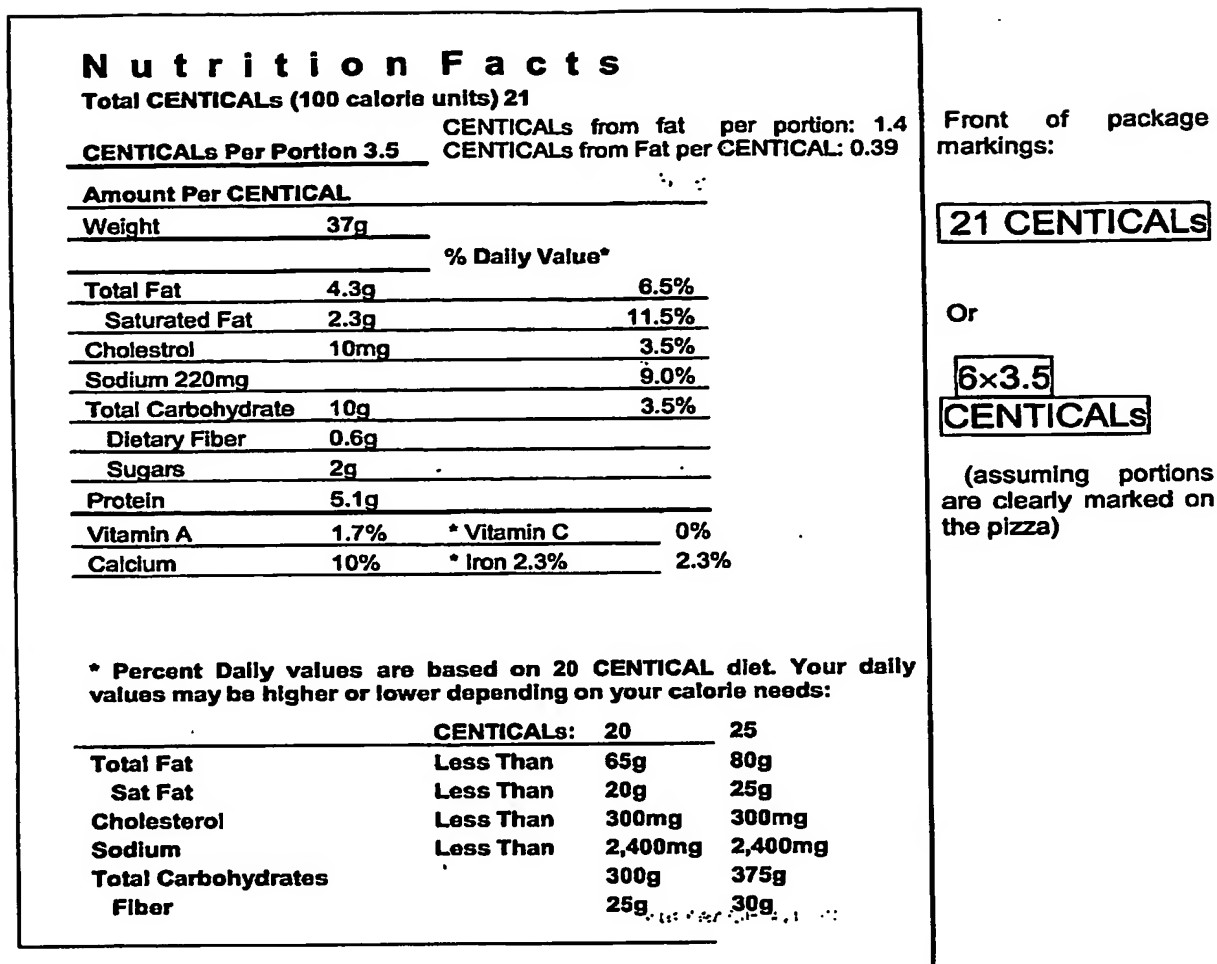 Nutrition Facts
Total CENTICALs (100 calorie units) 21
CENTICALs from fat per portion: 1.4
CENTICALs Per Portion 3.5 CENTICALs from Fat per CENTICAL: 0.39
Amount Per CENTICAL
Weight 37g
% Daily Value*
Total Fat 4.3g 6.5%
Saturated Fat 2.3g 11.5%
Cholestrol 10mg 3.5%
Sodium 220mg 9.0%
Total Carbohydrate 10g 3.5%
Dietary Fiber 0.6g
Sugars 2g
Protein 5.1g
Vitamin A 1.7% * Vitamin C 0%
Calcium 10% * Iron 2.3% 2.3%
* Percent Daily values are based on 20 CENTICAL diet. Your daily
values may be higher or lower depending on your calorie needs:
CENTICALs: 20 25
Total Fat Less Than 65g 80g
Sat Fat Less Than 20g 25g
Cholesterol Less Than 300mg 300mg
Sodium Less Than 2,400mg 2,400mg
Total Carbohydrates 300g 375g
Fiber 25g 30g
Front of package
markings:
21 CENTICALs
Or
6×3.5
CENTICALs
(assuming portions
are clearly marked on
the pizza)